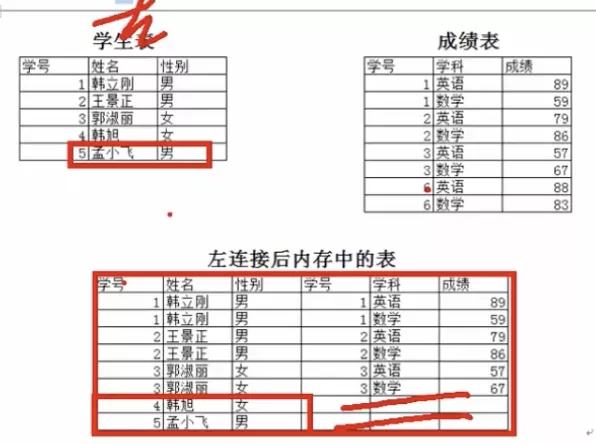 左
学生表
学号 姓名 性别
1 韩立刚 男
2 王景正 男
3 郭淑丽 女
4 韩旭 女
5 孟小飞 男
成绩表
学号 学科 成绩
1 英语 89
1 数学 59
2 英语 79
2 数学 86
3 英语 57
3 数学 67
6 英语 88
6 数学 83
左连接后内存中的表
学号 姓名 性别 学号 学科 成绩
1 韩立刚 男 1 英语 89
1 韩立刚 男 1 数学 59
2 王景正 男 2 英语 79
2 王景正 男 2 数学 86
3 郭淑丽 女 3 英语 57
3 郭淑丽 女 3 数学 67
4 韩旭 女
5 孟小飞 男